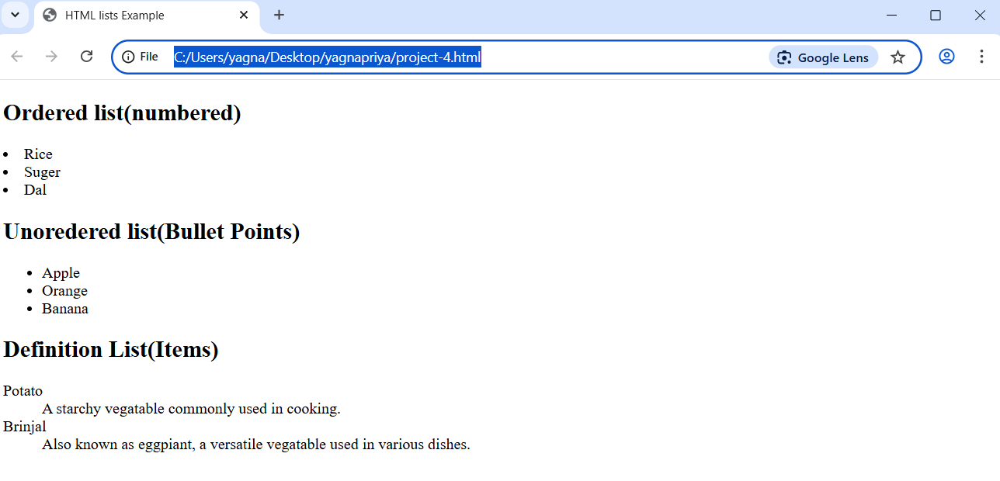 HTML lists Example
File C:/Users/yagna/Desktop/yagnapriya/project-4.html Google Lens
Ordered list(numbered)
• Rice
• Suger
• Dal
Unoredered list(Bullet Points)
• Apple
• Orange
• Banana
Definition List(Items)
Potato
A starchy vegatable commonly used in cooking.
Brinjal
Also known as eggpiant, a versatile vegatable used in various dishes.